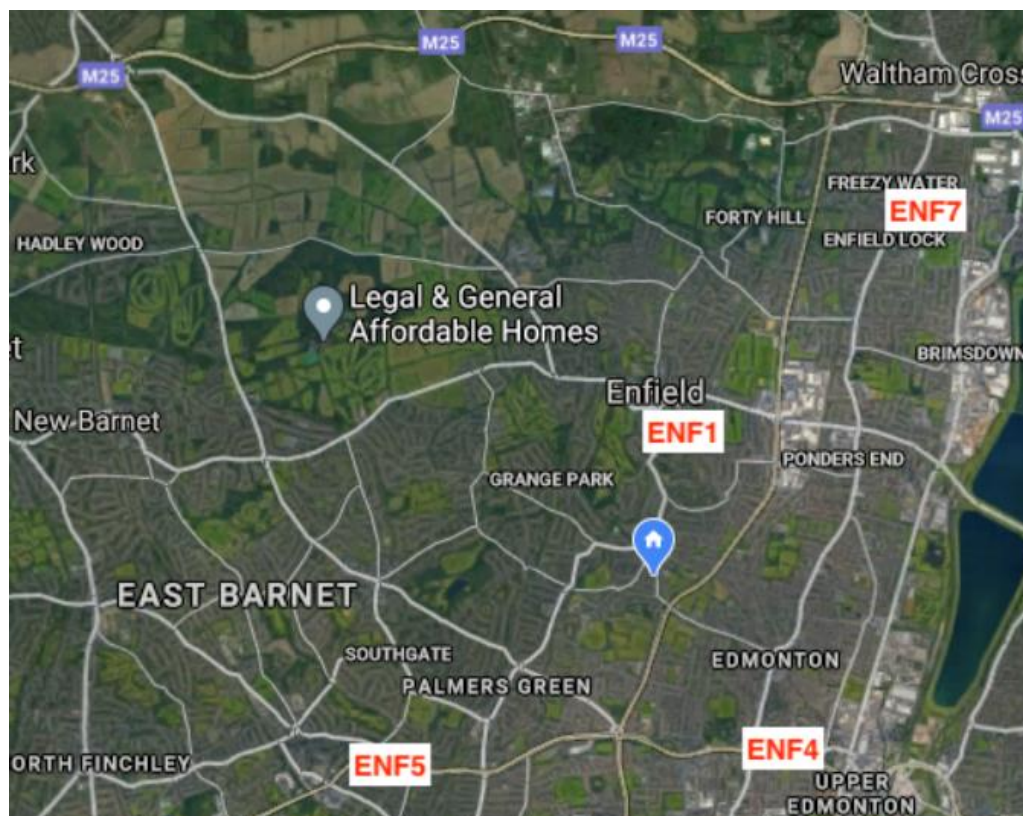 M25
M25
M25
Waltham Cross
M25
rk
FREEZY WATER
ENF7
FORTY HILL
HADLEY WOOD
ENFIELD LOCK
Legal & General
Affordable Homes
et
BRIMSDOWN
Enfield
New Barnet
ENF1
PONDERS END
GRANGE PARK
EAST BARNET
SOUTHGATE
EDMONTON
PALMERS GREEN
ENF4
ORTH FINCHLEY
ENF5
UPPER
EDMONTON